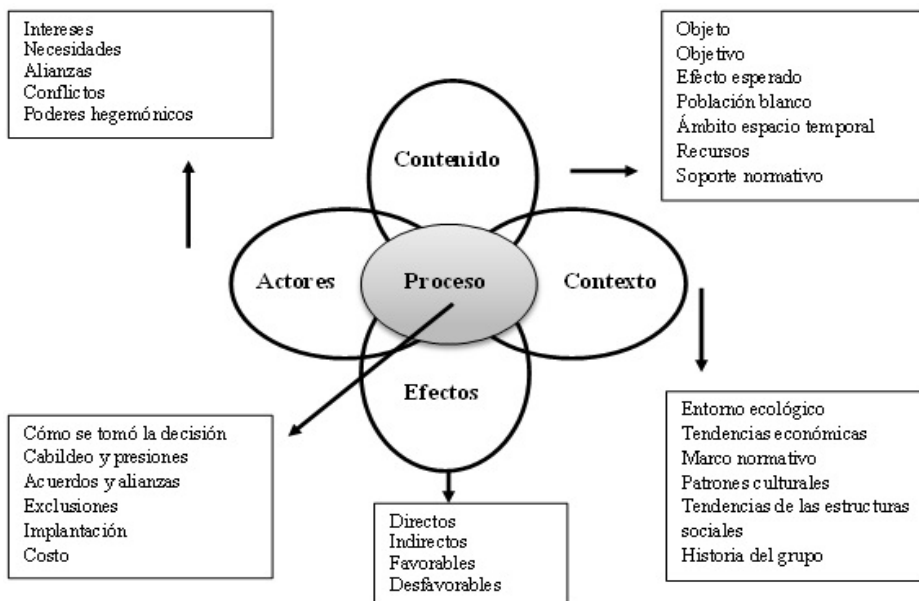 Intereses
Necesidades
Alianzas
Conflictos
Poderes hegemónicos
Objeto
Objetivo
Efecto esperado
Población blanco
Ámbito espacio temporal
Recursos
Soporte normativo
Contenido
Actores
Proceso
Contexto
Efectos
Cómo se tomó la decisión
Cabildeo y presiones
Acuerdos y alianzas
Exclusiones
Implantación
Costo
Directos
Indirectos
Favorables
Desfavorables
Entorno ecológico
Tendencias económicas
Marco normativo
Patrones culturales
Tendencias de las estructuras
sociales
Historia del grupo